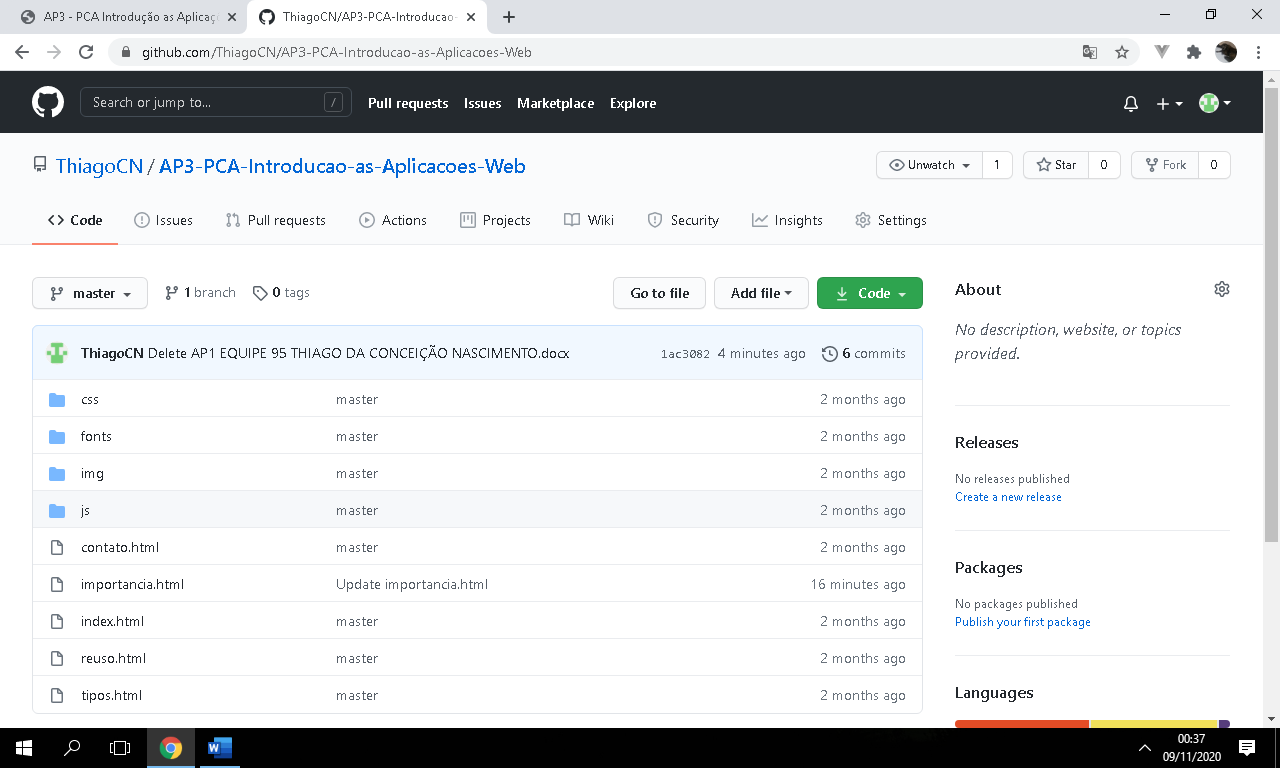 AP3 - PCA Introdução as Aplicaç
ThiagoCN/AP3-PCA-Introducao-
github.com/ThiagoCN/AP3-PCA-Introducao-as-Aplicacoes-Web
Search or jump to... /
Pull requests Issues Marketplace Explore
ThiagoCN / AP3-PCA-Introducao-as-Aplicacoes-Web
Unwatch 1 Star 0 Fork 0
Code Issues Pull requests Actions Projects Wiki Security Insights Settings
master 1 branch 0 tags Go to file Add file Code
ThiagoCN Delete AP1 EQUIPE 95 THIAGO DA CONCEIÇÃO NASCIMENTO.docx 1ac3082 4 minutes ago 6 commits
css master 2 months ago
fonts master 2 months ago
img master 2 months ago
js master 2 months ago
contato.html master 2 months ago
importancia.html Update importancia.html 16 minutes ago
index.html master 2 months ago
reuso.html master 2 months ago
tipos.html master 2 months ago
About
No description, website, or topics
provided.
Releases
No releases published
Create a new release
Packages
No packages published
Publish your first package
Languages
00:37
09/11/2020